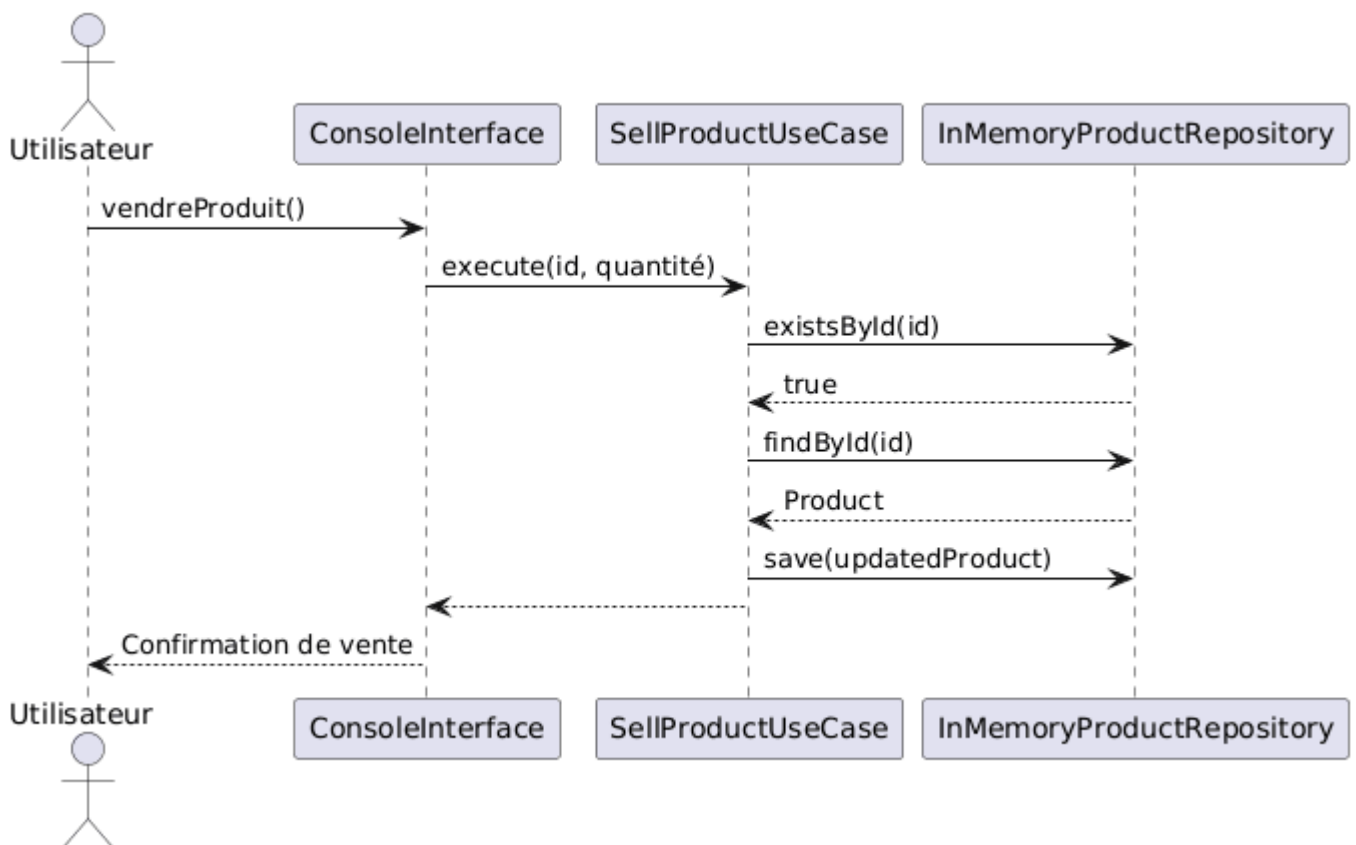 Utilisateur
ConsoleInterface
SellProductUseCase
InMemoryProductRepository
vendreProduit()
execute(id, quantité)
existsById(id)
true
findById(id)
Product
save(updatedProduct)
Confirmation de vente
Utilisateur
ConsoleInterface
SellProductUseCase
InMemoryProductRepository